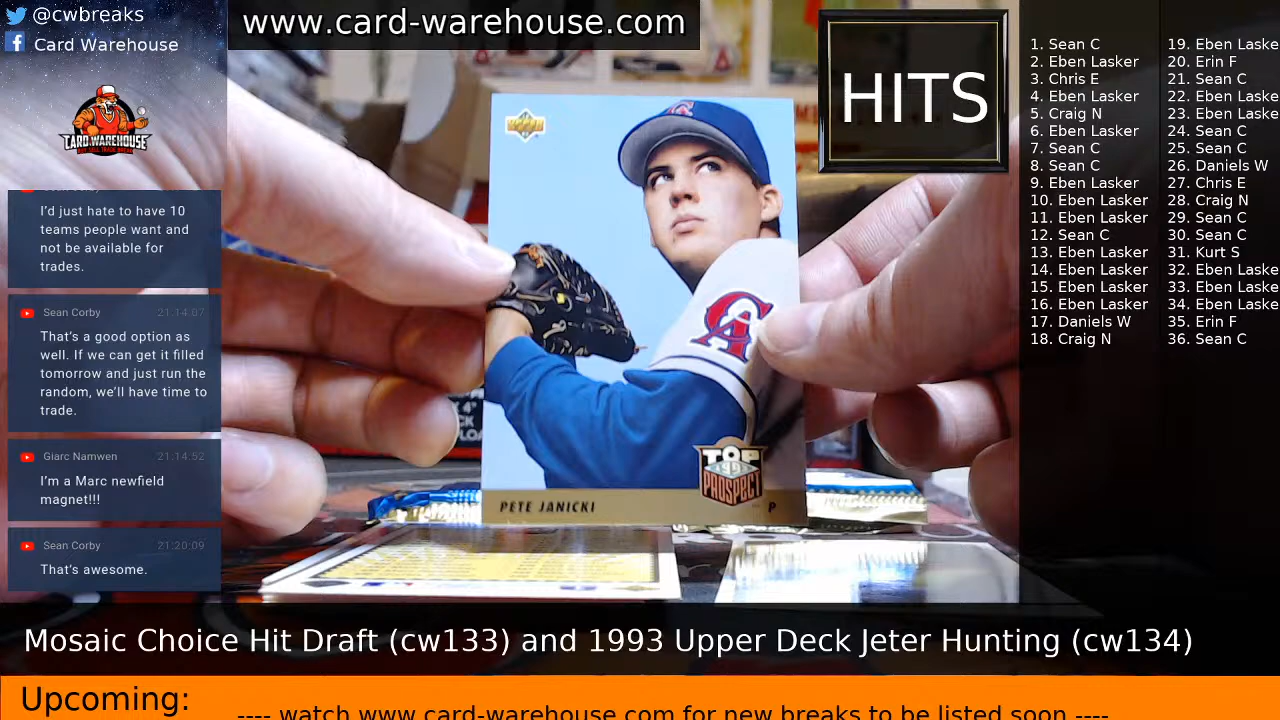 @cwbreaks
Card Warehouse
CARD WAREHOUSE
I'd just hate to have 10
teams people want and
not be available for
trades.
Sean Corby 21:14:07
That's a good option as
well. If we can get it filled
tomorrow and just run the
random, we'll have time to
trade.
Giarc Namwen 21:14:52
I'm a Marc newfield
magnet!!!
Sean Corby 21:20:09
That's awesome.
www.card-warehouse.com
UPPER DECK
CA
TOP
PROSPECT
PETE JANICKI P
HITS
1. Sean C
2. Eben Lasker
3. Chris E
4. Eben Lasker
5. Craig N
6. Eben Lasker
7. Sean C
8. Sean C
9. Eben Lasker
10. Eben Lasker
11. Eben Lasker
12. Sean C
13. Eben Lasker
14. Eben Lasker
15. Eben Lasker
16. Eben Lasker
17. Daniels W
18. Craig N
19. Eben Laske
20. Erin F
21. Sean C
22. Eben Laske
23. Eben Laske
24. Sean C
25. Sean C
26. Daniels W
27. Chris E
28. Craig N
29. Sean C
30. Sean C
31. Kurt S
32. Eben Laske
33. Eben Laske
34. Eben Laske
35. Erin F
36. Sean C
Mosaic Choice Hit Draft (cw133) and 1993 Upper Deck Jeter Hunting (cw134)
Upcoming:
---- watch www.card-warehouse.com for new breaks to be listed soon ----